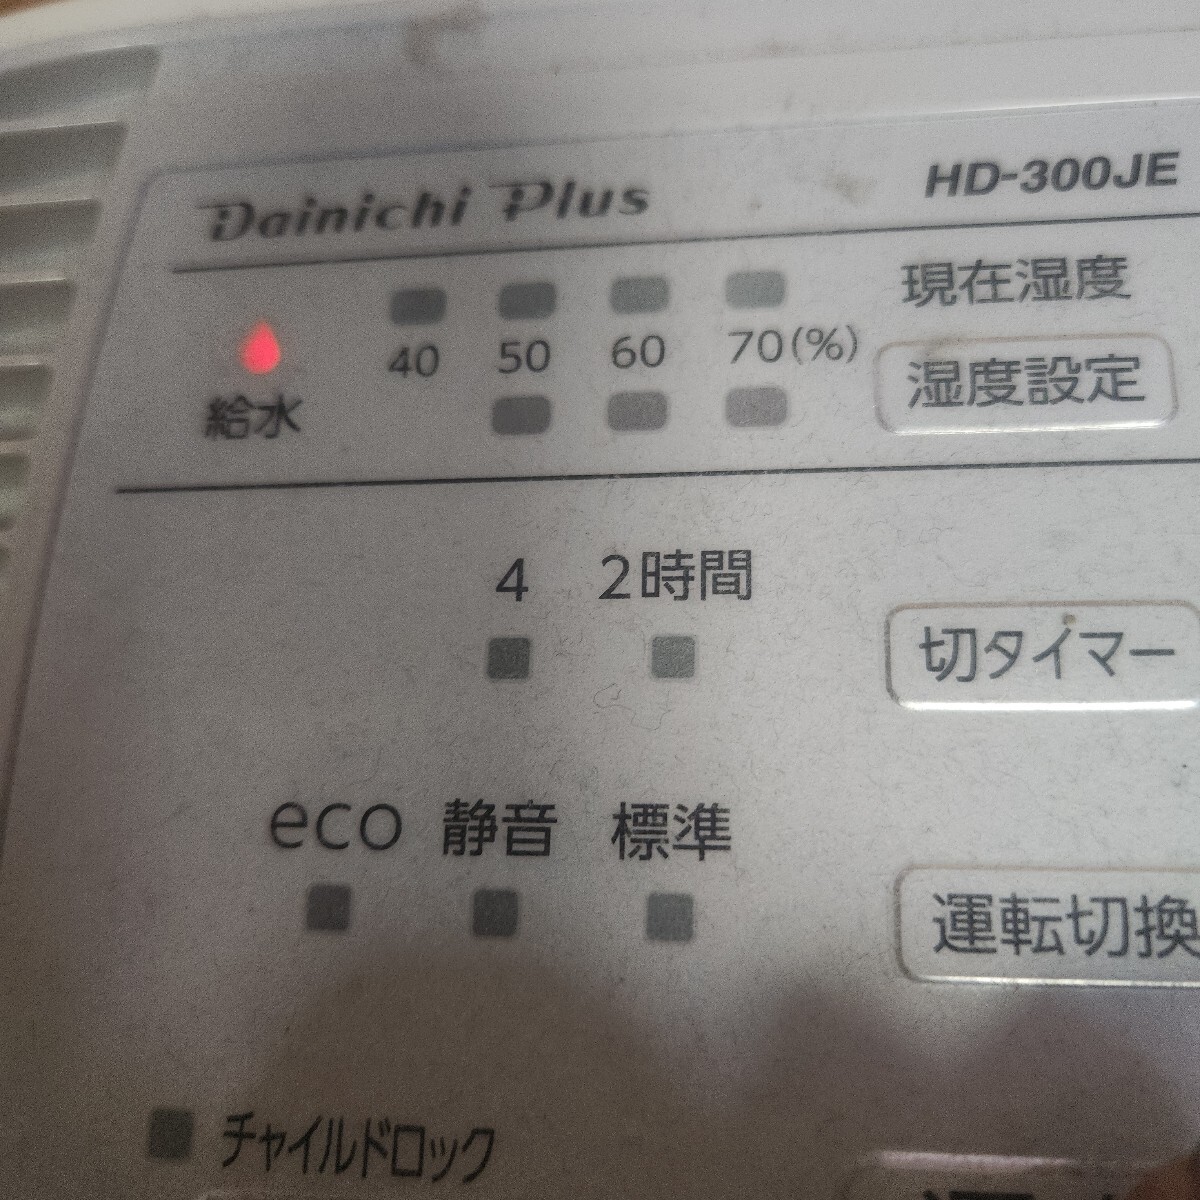 Dainichi Plus HD-300JE
現在湿度
40 50 60 70(%)
給水 湿度設定
4 2時間
切タイマー
eco 静音 標準
運転切換
チャイルドロック